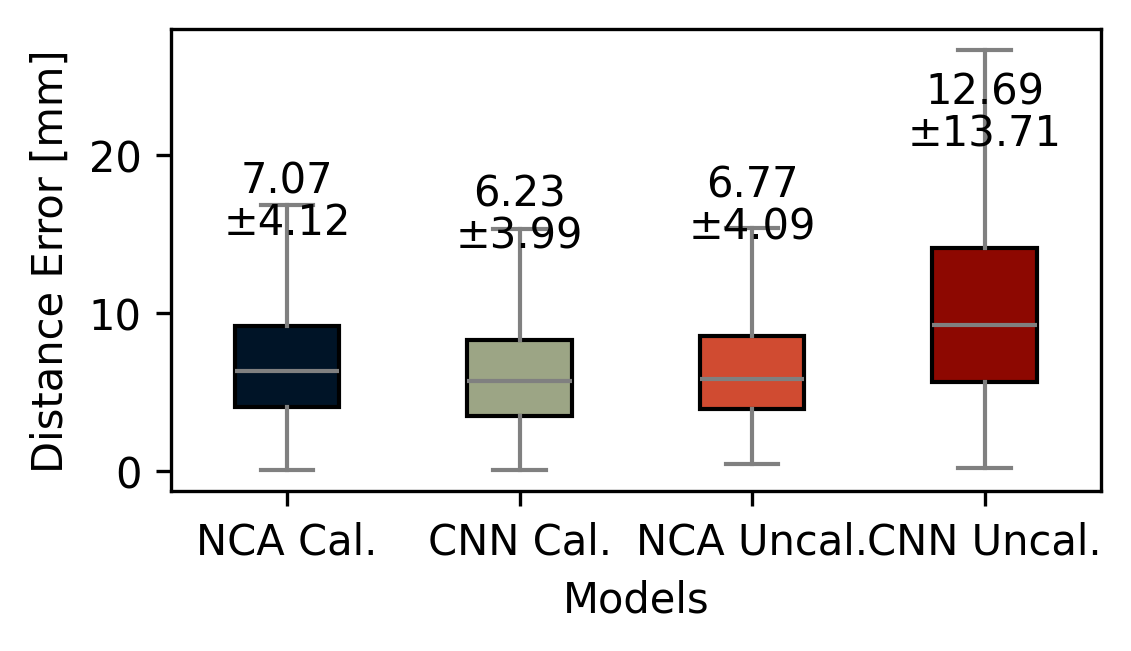 Distance Error [mm]
20
10
0
7.07
±4.12
6.23
±3.99
6.77
±4.09
12.69
±13.71
NCA Cal.
CNN Cal.
NCA Uncal.
CNN Uncal.
Models